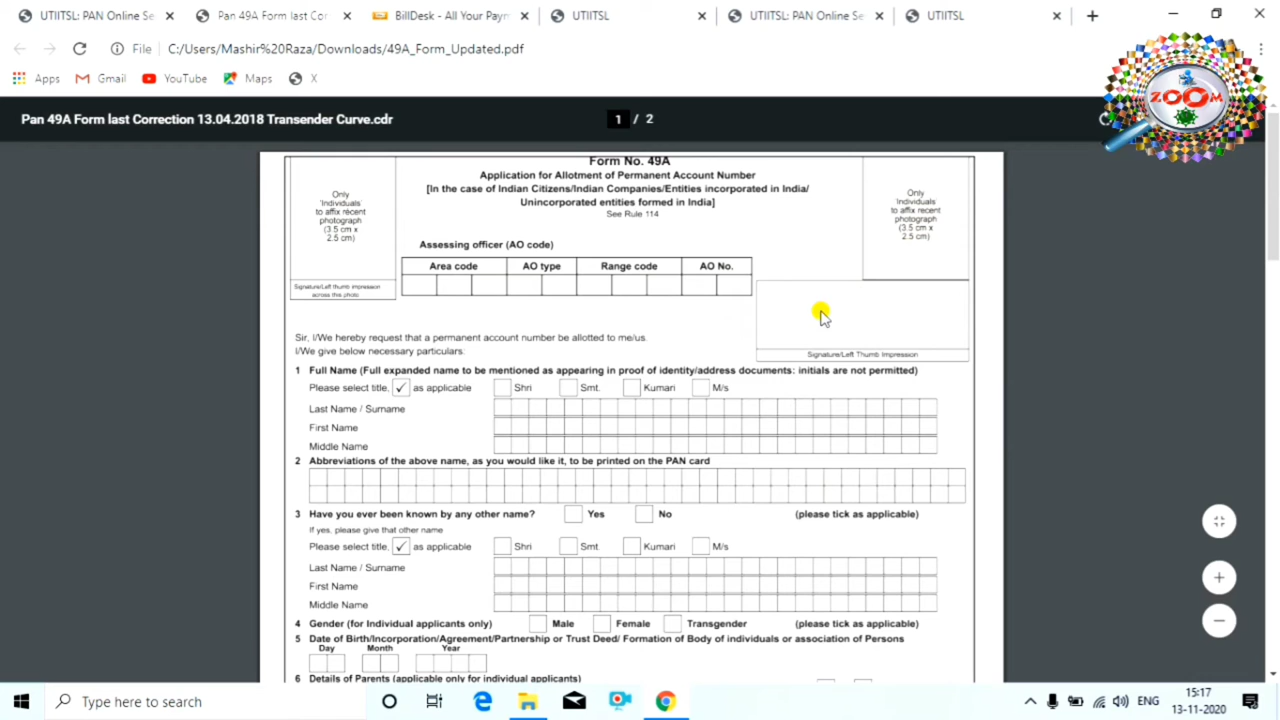 UTIITSL: PAN Online Se
Pan 49A Form last Cor
BillDesk - All Your Payn
UTIITSL
UTIITSL: PAN Online Se
UTIITSL
File
C:/Users/Mashir%20Raza/Downloads/49A_Form_Updated.pdf
Apps
Gmail
YouTube
Maps
X
ZOOM
Pan 49A Form last Correction 13.04.2018 Transender Curve.cdr
1 / 2
Form No. 49A
Application for Allotment of Permanent Account Number
[In the case of Indian Citizens/Indian Companies/Entities incorporated in India/
Unincorporated entities formed in India]
See Rule 114
Only
'Individuals'
to affix recent
photograph
(3.5 cm x
2.5 cm)
Only
'Individuals'
to affix recent
photograph
(3.5 cm x
2.5 cm)
Assessing officer (AO code)
Area code
AO type
Range code
AO No.
Signature/Left thumb impression
across this photo
Sir, I/We hereby request that a permanent account number be allotted to me/us.
I/We give below necessary particulars:
Signature/Left Thumb Impression
1 Full Name (Full expanded name to be mentioned as appearing in proof of identity/address documents: initials are not permitted)
Please select title, ✓ as applicable Shri Smt. Kumari M/s
Last Name / Surname
First Name
Middle Name
2 Abbreviations of the above name, as you would like it, to be printed on the PAN card
3 Have you ever been known by any other name? Yes No (please tick as applicable)
If yes, please give that other name
Please select title, ✓ as applicable Shri Smt. Kumari M/s
Last Name / Surname
First Name
Middle Name
4 Gender (for Individual applicants only) Male Female Transgender (please tick as applicable)
5 Date of Birth/Incorporation/Agreement/Partnership or Trust Deed/ Formation of Body of individuals or association of Persons
Day Month Year
6 Details of Parents (applicable only for individual applicants)
Type here to search
ENG
15:17
13-11-2020